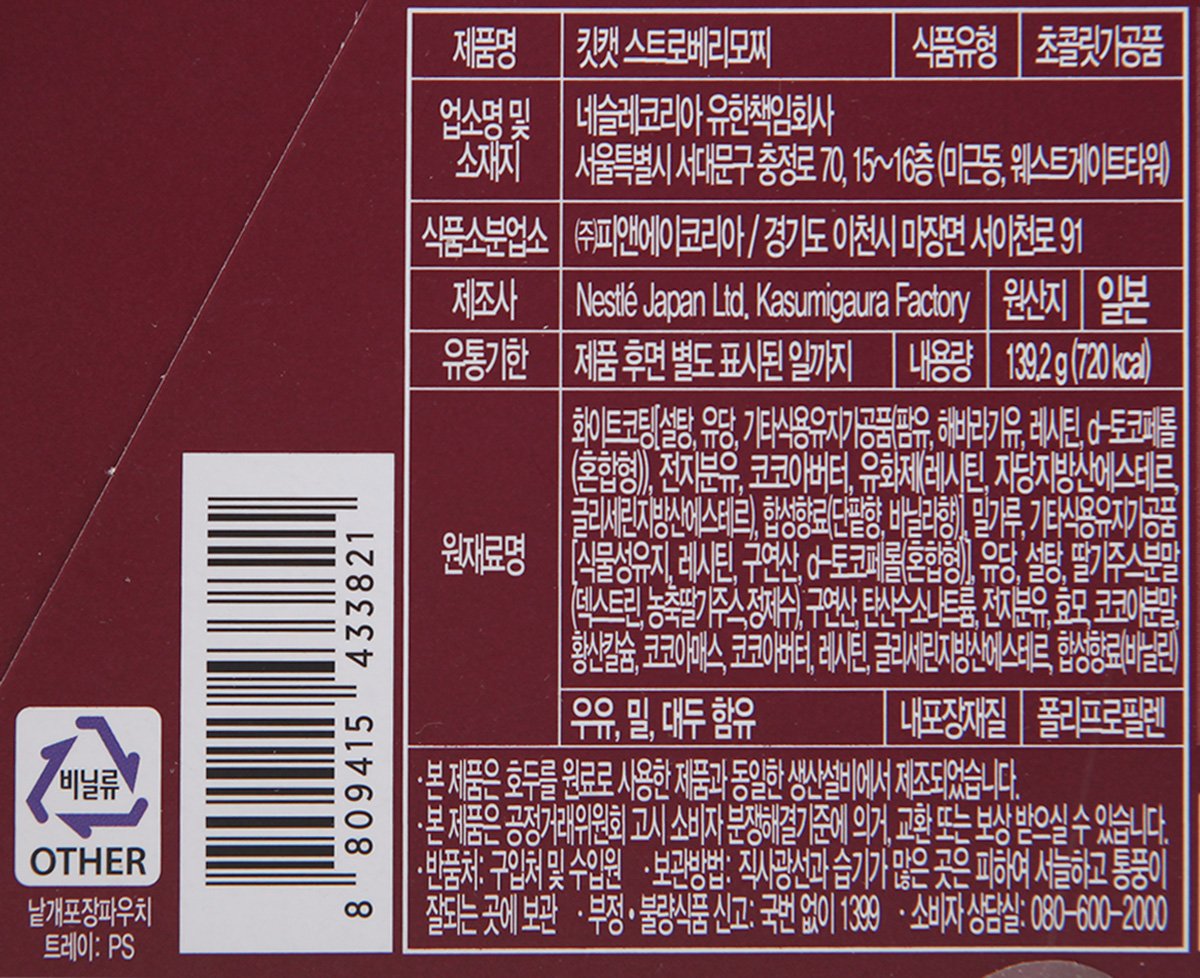 제품명 킷캣 스트로베리모찌 식품유형 초콜릿가공품
업소명 및 소재지 네슬레코리아 유한책임회사
서울특별시 서대문구 충정로 70, 15~16층 (미근동, 웨스트게이트타워)
식품소분업소 ㈜피앤에이코리아 / 경기도 이천시 마장면 서이천로 91
제조사 Nestlé Japan Ltd. Kasumigaura Factory 원산지 일본
유통기한 제품 후면 별도 표시된 일까지 내용량 139.2 g (720 kcal)
원재료명
화이트코팅[설탕, 유당, 기타식용유지가공품(팜유, 해바라기유, 레시틴, d-토코페롤
(혼합형)), 전지분유, 코코아버터, 유화제(레시틴, 자당지방산에스테르,
글리세린지방산에스테르), 합성향료(단팥향, 바닐라향)], 밀가루, 기타식용유지가공품
[식물성유지, 레시틴, 구연산, d-토코페롤(혼합형)], 유당, 설탕, 딸기주스분말
(덱스트린, 농축딸기주스,정제수), 구연산, 탄산수소나트륨, 전지분유, 효모, 코코아분말,
황산칼슘, 코코아매스, 코코아버터, 레시틴, 글리세린지방산에스테르, 합성향료(바닐린)
우유, 밀, 대두 함유 내포장재질 폴리프로필렌
·본 제품은 호두를 원료로 사용한 제품과 동일한 생산설비에서 제조되었습니다.
·본 제품은 공정거래위원회 고시 소비자 분쟁해결기준에 의거, 교환 또는 보상 받으실 수 있습니다.
·반품처: 구입처 및 수입원 ·보관방법: 직사광선과 습기가 많은 곳은 피하여 서늘하고 통풍이
잘되는 곳에 보관 ·부정•불량식품 신고: 국번 없이 1399 ·소비자 상담실: 080-600-2000
8 809415 433821
비닐류
OTHER
낱개포장파우치
트레이: PS